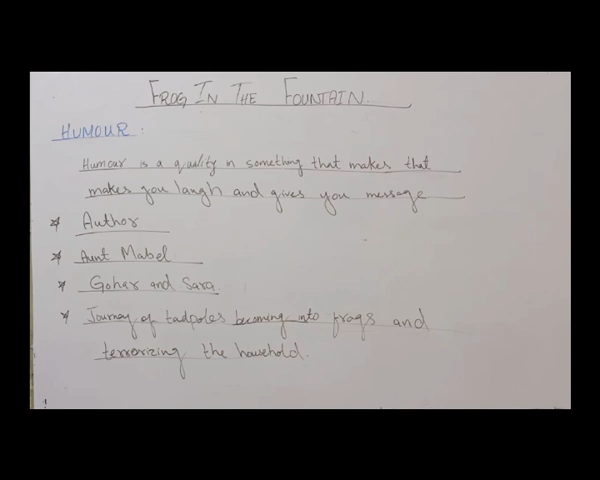 FROG IN THE FOUNTAIN.
HUMOUR :
Humour is a quality in something that makes that
makes you laugh and gives you message
* Author
* Aunt Mabel
* Gohar and Sara
* Journey of tadpoles becoming into frogs and
terrorizing the household.